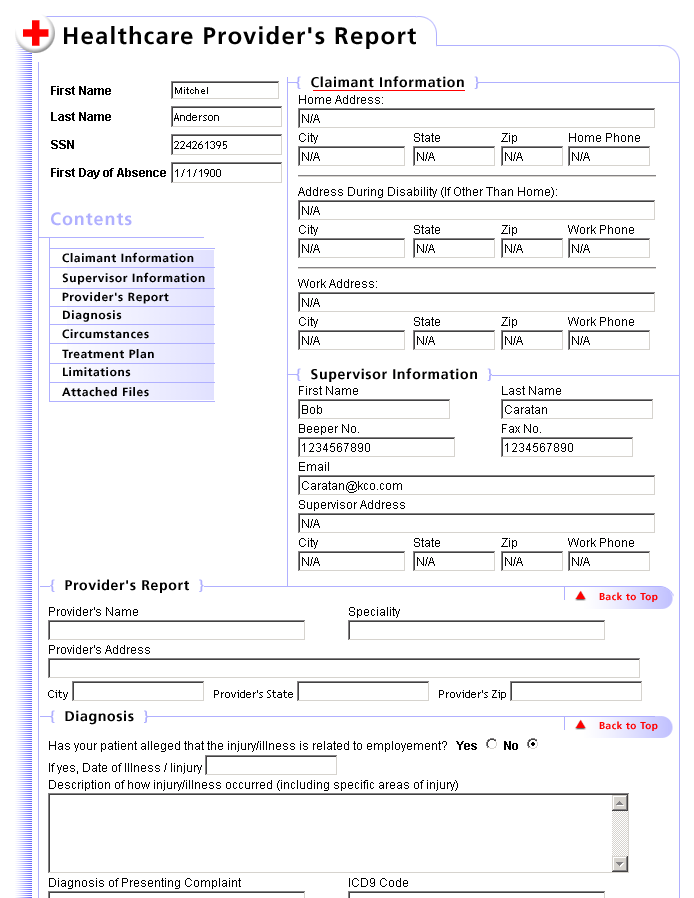 Healthcare Provider's Report
First Name Mitchel
Last Name Anderson
SSN 224261395
First Day of Absence 1/1/1900
Contents
Claimant Information
Supervisor Information
Provider's Report
Diagnosis
Circumstances
Treatment Plan
Limitations
Attached Files
Claimant Information
Home Address:
N/A
City State Zip Home Phone
N/A N/A N/A N/A
Address During Disability (If Other Than Home):
N/A
City State Zip Work Phone
N/A N/A N/A N/A
Work Address:
N/A
City State Zip Work Phone
N/A N/A N/A N/A
Supervisor Information
First Name Last Name
Bob Caratan
Beeper No. Fax No.
1234567890 1234567890
Email
Caratan@kco.com
Supervisor Address
N/A
City State Zip Work Phone
N/A N/A N/A N/A
Provider's Report
Back to Top
Provider's Name Speciality
Provider's Address
City Provider's State Provider's Zip
Diagnosis
Back to Top
Has your patient alleged that the injury/illness is related to employement? Yes No
If yes, Date of Illness / Iinjury
Description of how injury/illness occurred (including specific areas of injury)
Diagnosis of Presenting Complaint ICD9 Code